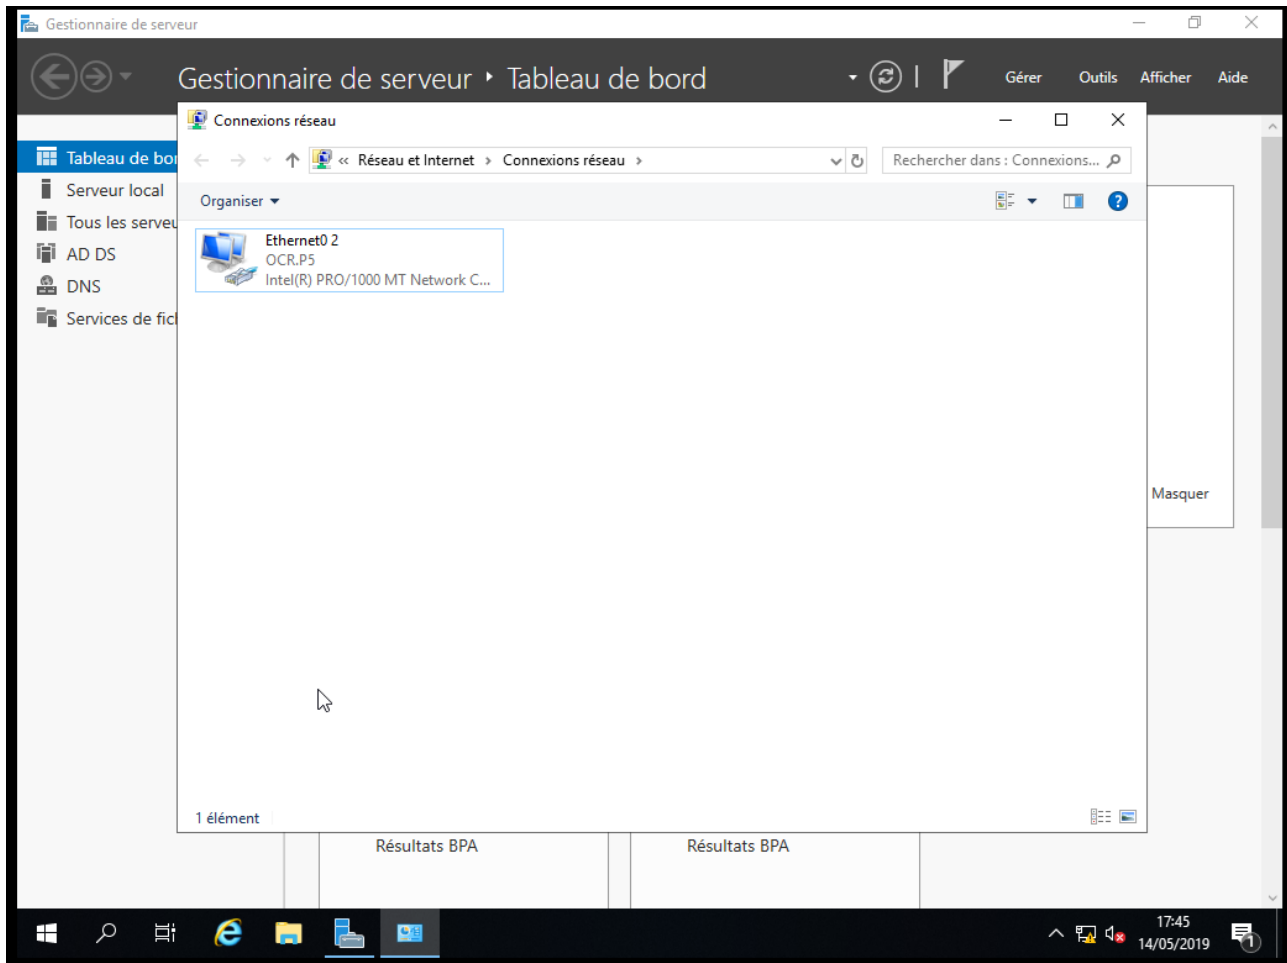 Gestionnaire de serveur
Gestionnaire de serveur ‣ Tableau de bord
Gérer Outils Afficher Aide
Connexions réseau
« Réseau et Internet › Connexions réseau ›
Rechercher dans : Connexions...
Organiser
Tableau de bor
Serveur local
Tous les serveu
AD DS
DNS
Services de fich
Ethernet0 2
OCR.P5
Intel(R) PRO/1000 MT Network C...
Masquer
1 élément
Résultats BPA
Résultats BPA
17:45
14/05/2019
1